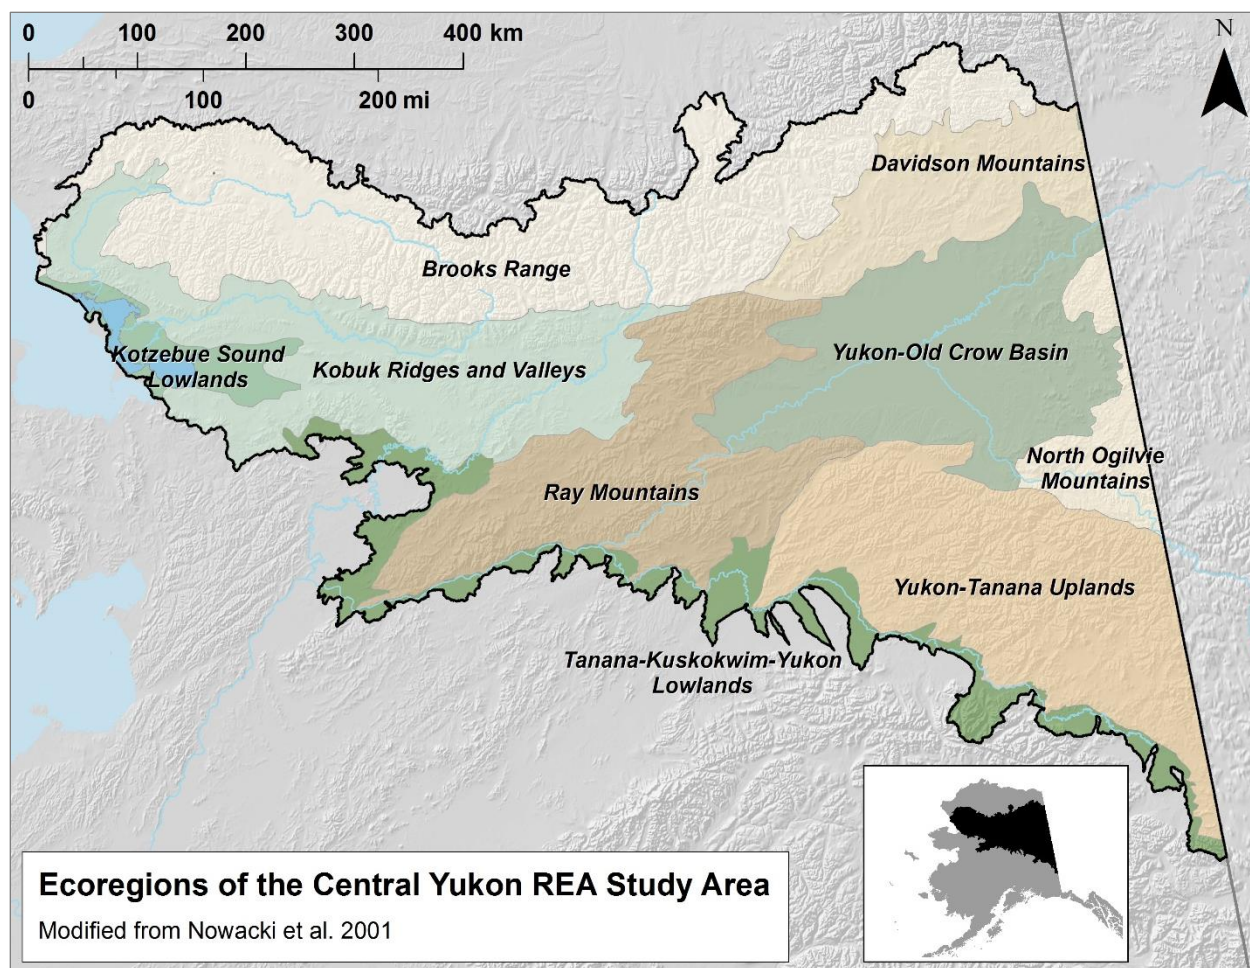 0 100 200 300 400 km
0 100 200 mi
N
Davidson Mountains
Brooks Range
Kotzebue Sound
Lowlands
Kobuk Ridges and Valleys
Yukon-Old Crow Basin
North Ogilvie
Mountains
Ray Mountains
Yukon-Tanana Uplands
Tanana-Kuskokwim-Yukon
Lowlands
Ecoregions of the Central Yukon REA Study Area
Modified from Nowacki et al. 2001